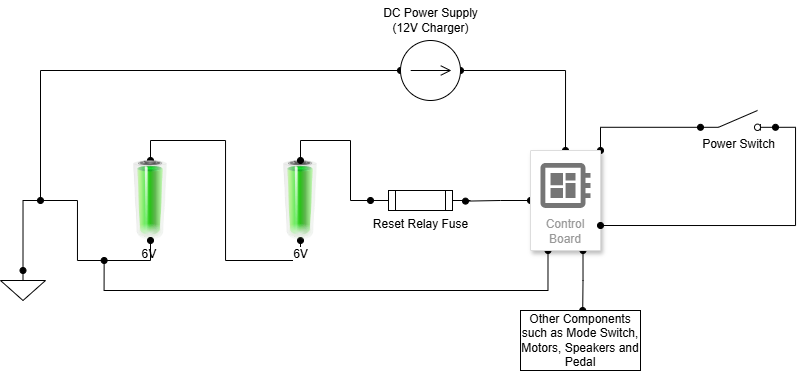 DC Power Supply
(12V Charger)
Power Switch
Reset Relay Fuse
Control
Board
6V
6V
Other Components
such as Mode Switch,
Motors, Speakers and
Pedal